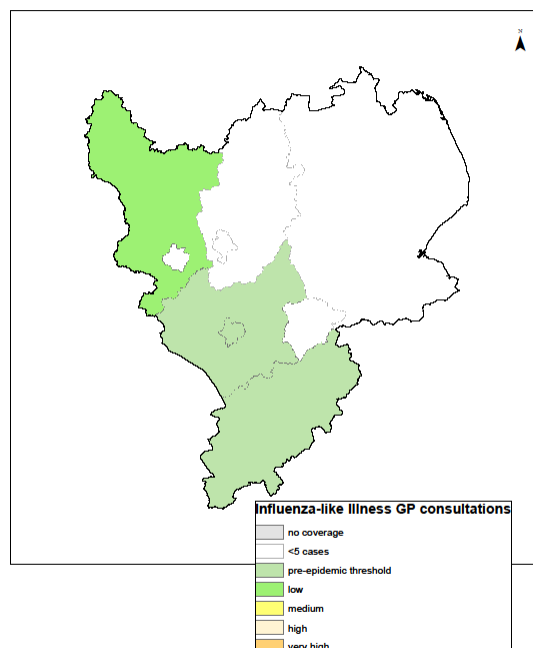 N
Influenza-like Illness GP consultations
no coverage
<5 cases
pre-epidemic threshold
low
medium
high
very high